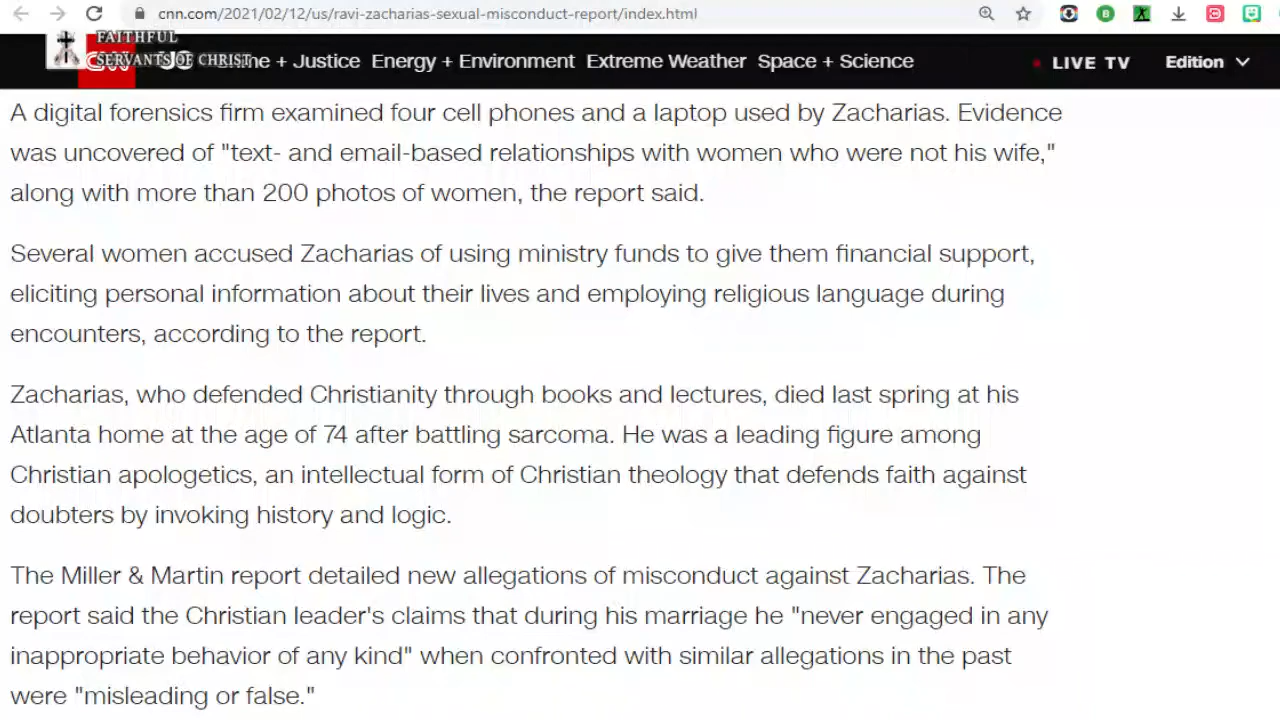 cnn.com/2021/02/12/us/ravi-zacharias-sexual-misconduct-report/index.html
FAITHFUL
SERVANTS OF CHRIST
+ Justice Energy + Environment Extreme Weather Space + Science LIVE TV Edition
A digital forensics firm examined four cell phones and a laptop used by Zacharias. Evidence
was uncovered of "text- and email-based relationships with women who were not his wife,"
along with more than 200 photos of women, the report said.
Several women accused Zacharias of using ministry funds to give them financial support,
eliciting personal information about their lives and employing religious language during
encounters, according to the report.
Zacharias, who defended Christianity through books and lectures, died last spring at his
Atlanta home at the age of 74 after battling sarcoma. He was a leading figure among
Christian apologetics, an intellectual form of Christian theology that defends faith against
doubters by invoking history and logic.
The Miller & Martin report detailed new allegations of misconduct against Zacharias. The
report said the Christian leader's claims that during his marriage he "never engaged in any
inappropriate behavior of any kind" when confronted with similar allegations in the past
were "misleading or false."